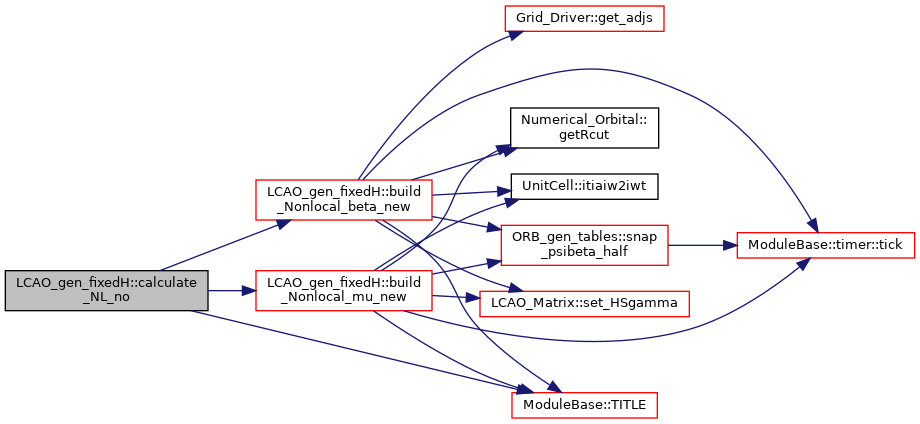 LCAO_gen_fixedH::calculate
_NL_no
LCAO_gen_fixedH::build
_Nonlocal_beta_new
LCAO_gen_fixedH::build
_Nonlocal_mu_new
Grid_Driver::get_adjs
Numerical_Orbital::
getRcut
UnitCell::itiaiw2iwt
ORB_gen_tables::snap
_psibeta_half
LCAO_Matrix::set_HSgamma
ModuleBase::TITLE
ModuleBase::timer::tick